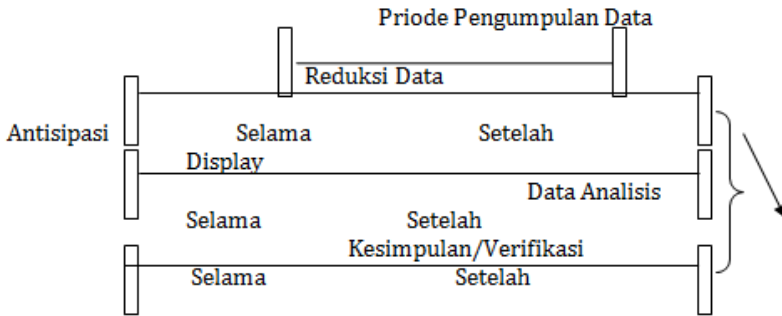 Priode Pengumpulan Data
Reduksi Data
Antisipasi Selama Setelah
Display
Data Analisis
Selama Setelah
Kesimpulan/Verifikasi
Selama Setelah